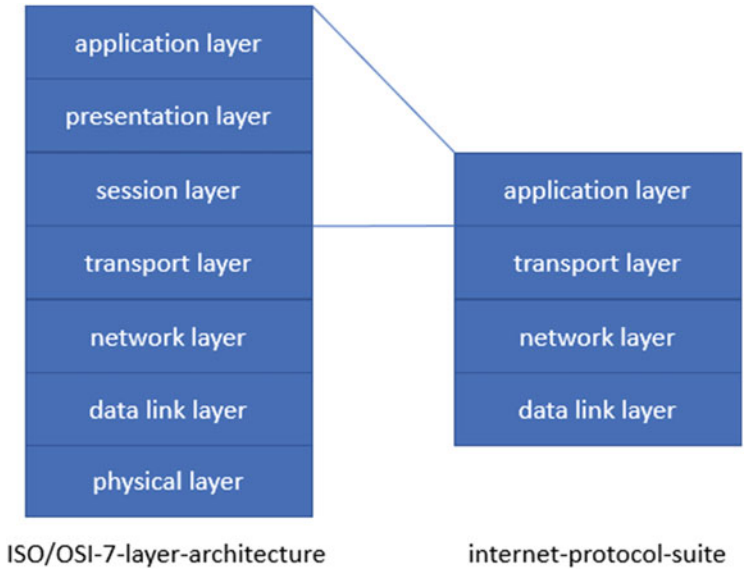 application layer
presentation layer
session layer
transport layer
network layer
data link layer
physical layer
ISO/OSI-7-layer-architecture
application layer
transport layer
network layer
data link layer
internet-protocol-suite